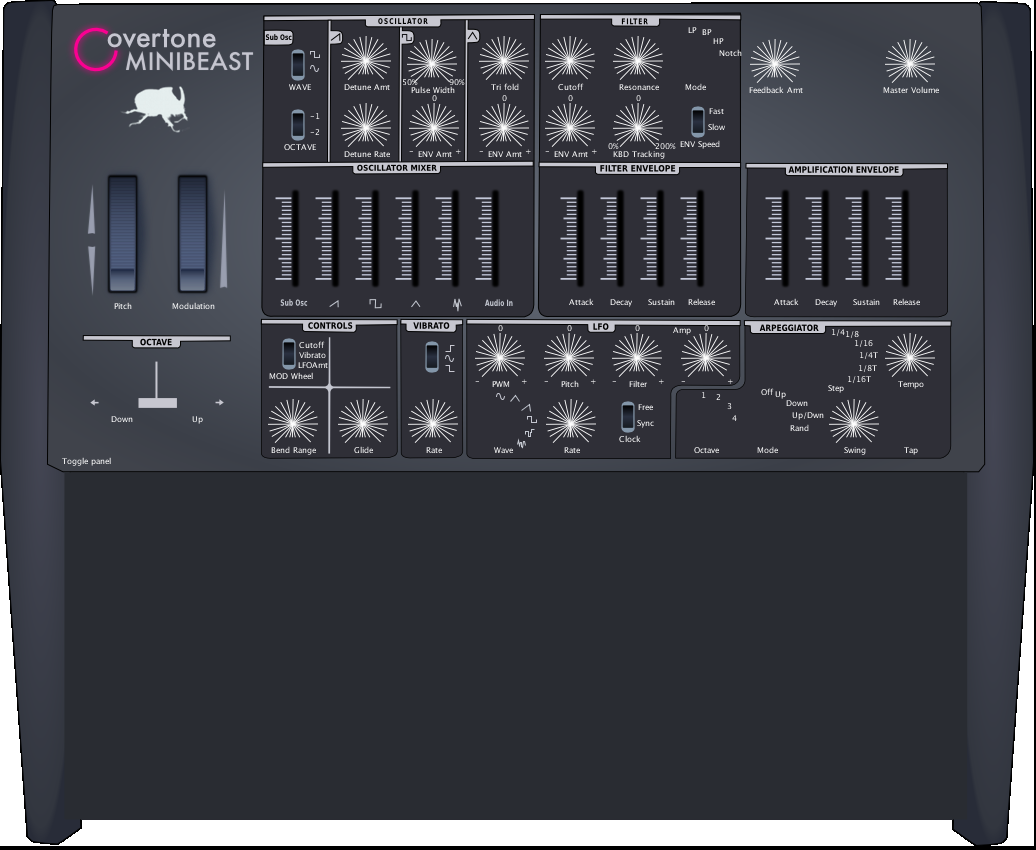 overtone
MINIBEAST
OSCILLATOR
Sub Osc
WAVE
-1
-2
OCTAVE
Detune Amt
Detune Rate
50% 90%
Pulse Width
0
- ENV Amt +
Tri fold
0
- ENV Amt +
FILTER
Cutoff
Resonance
LP
BP
HP
Notch
Mode
0
- ENV Amt +
0% 200%
KBD Tracking
Fast
Slow
ENV Speed
Feedback Amt
Master Volume
OSCILLATOR MIXER
Sub Osc
Audio In
FILTER ENVELOPE
Attack Decay Sustain Release
AMPLIFICATION ENVELOPE
Attack Decay Sustain Release
Pitch
Modulation
OCTAVE
Down
Up
Toggle panel
CONTROLS
Cutoff
Vibrato
LFOAmt
MOD Wheel
Bend Range
Glide
VIBRATO
Rate
LFO
0
- PWM +
0
- Pitch +
0
- Filter +
Amp 0
- +
Wave
Rate
Free
Sync
Clock
ARPEGGIATOR
1/4
1/8
1/16
1/4T
1/8T
1/16T
Step
Tempo
1
2
3
4
Octave
Off
Up
Down
Up/Dwn
Rand
Mode
Swing
Tap